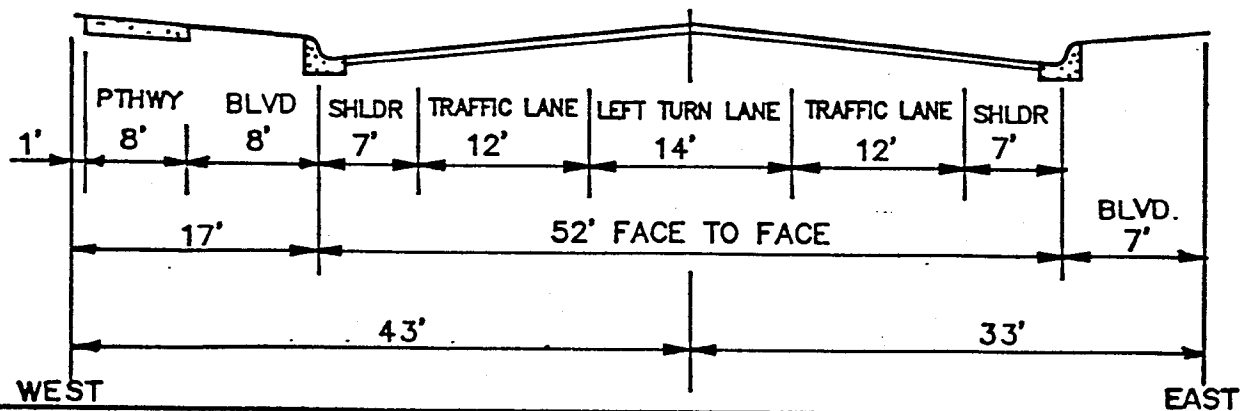 PTHWY BLVD SHLDR TRAFFIC LANE LEFT TURN LANE TRAFFIC LANE SHLDR
1' 8' 8' 7' 12' 14' 12' 7'
BLVD.
17' 52' FACE TO FACE 7'
43' 33'
WEST EAST